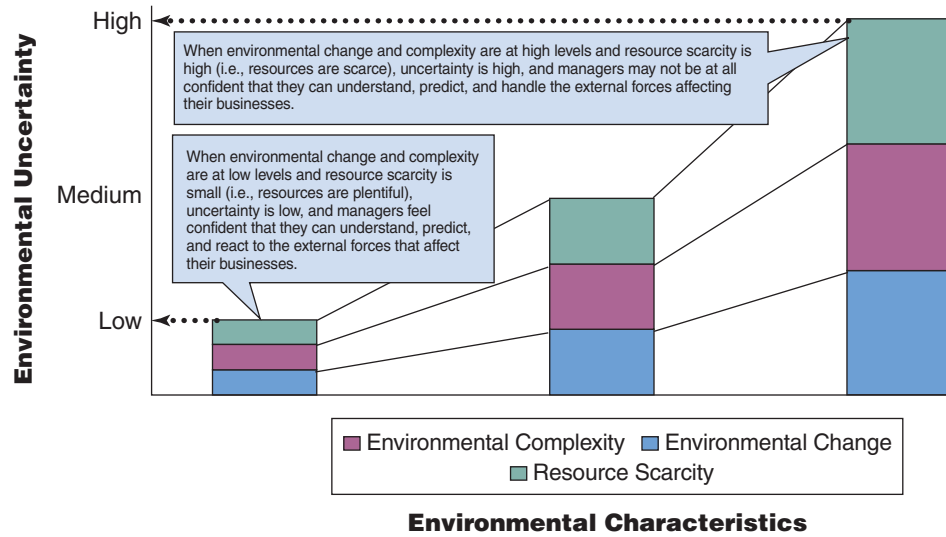 High
When environmental change and complexity are at high levels and resource scarcity is
high (i.e., resources are scarce), uncertainty is high, and managers may not be at all
confident that they can understand, predict, and handle the external forces affecting
their businesses.
When environmental change and complexity
are at low levels and resource scarcity is
small (i.e., resources are plentiful),
uncertainty is low, and managers feel
confident that they can understand, predict,
and react to the external forces that affect
their businesses.
Environmental Uncertainty
Medium
Low
Environmental Complexity
Environmental Change
Resource Scarcity
Environmental Characteristics